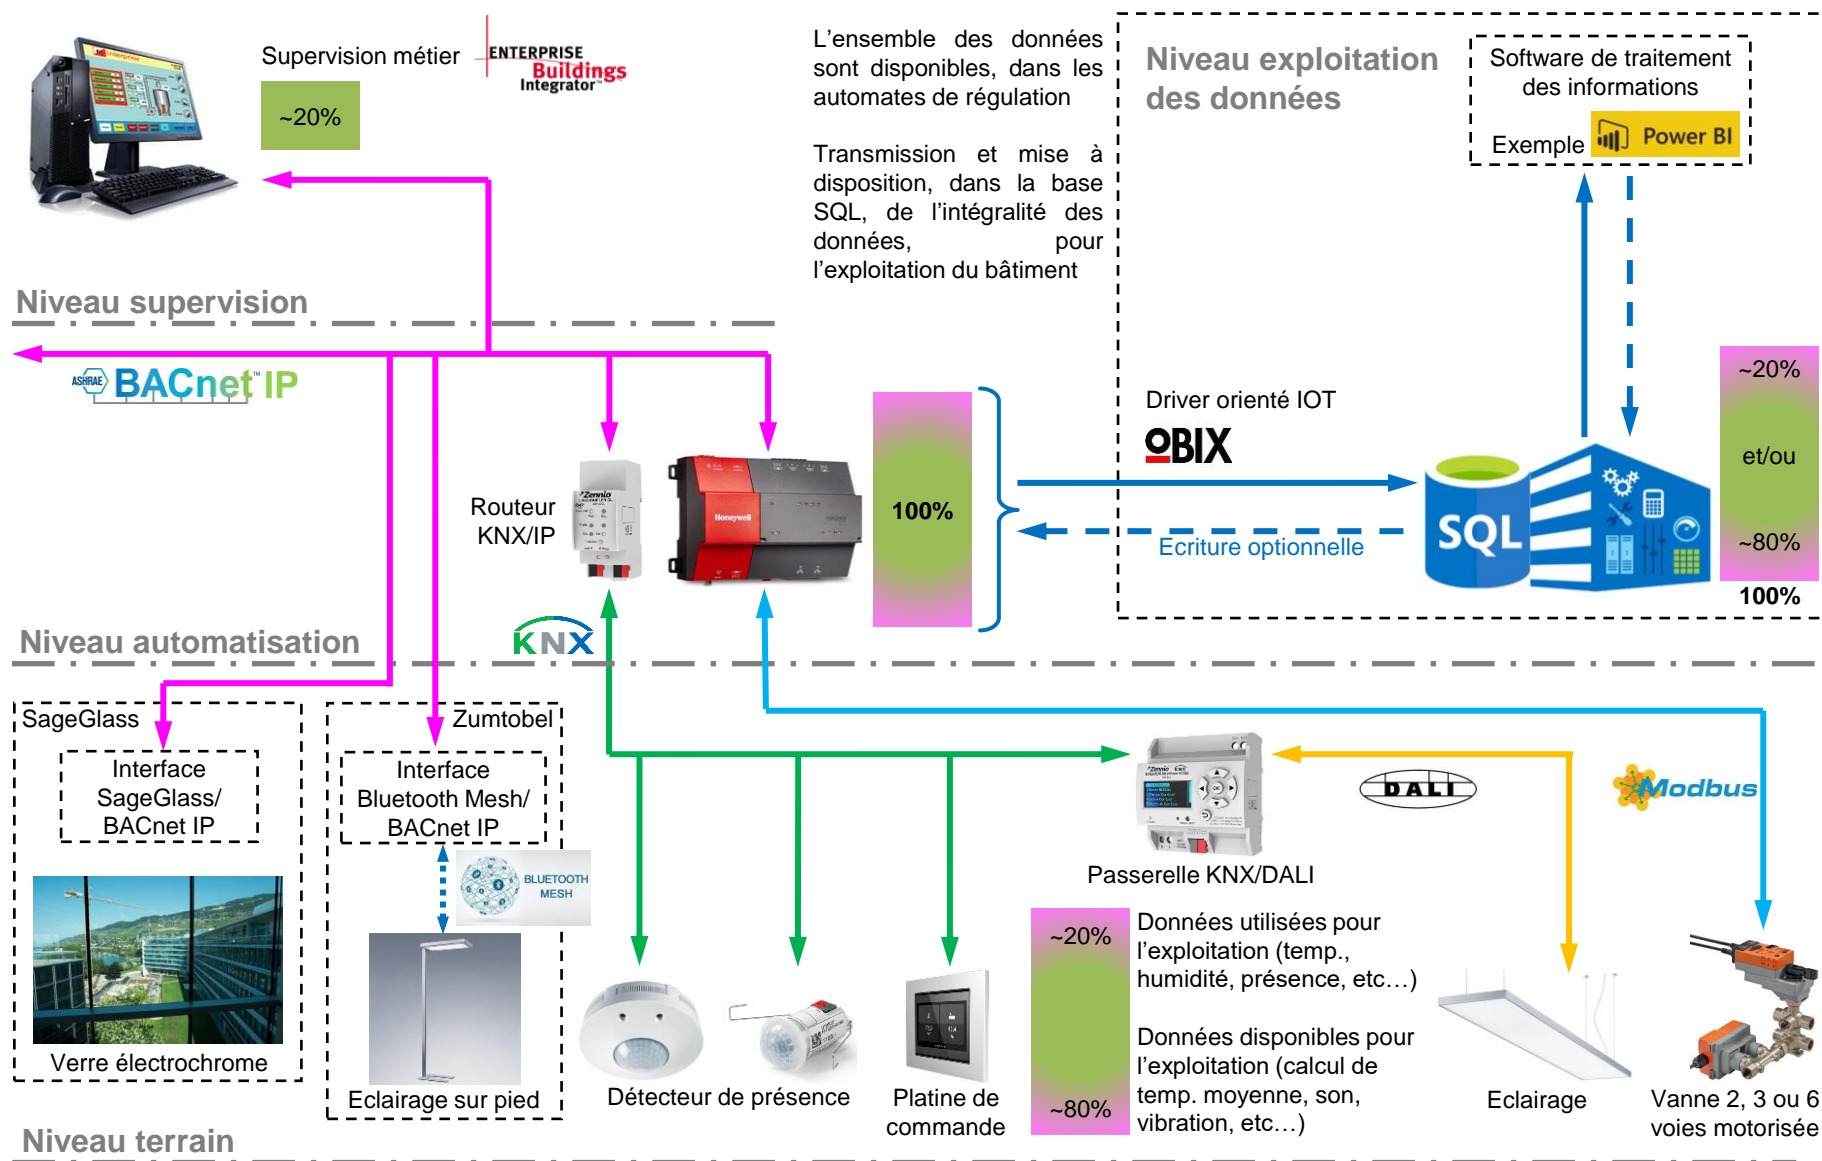 Supervision métier
ENTERPRISE
Buildings
Integrator™
~20%
L'ensemble des données
sont disponibles, dans les
automates de régulation
Transmission et mise à
disposition, dans la base
SQL, de l'intégralité des
données, pour
l'exploitation du bâtiment
Niveau exploitation
des données
Software de traitement
des informations
Exemple
Power BI
Niveau supervision
ASHRAE BACnet™ IP
Routeur
KNX/IP
Zennio
Honeywell
100%
Driver orienté IOT
oBIX
Ecriture optionnelle
SQL
~20%
et/ou
~80%
100%
KNX
Niveau automatisation
SageGlass
Interface
SageGlass/
BACnet IP
Verre électrochrome
Zumtobel
Interface
Bluetooth Mesh/
BACnet IP
BLUETOOTH
MESH
Eclairage sur pied
Détecteur de présence
Platine de
commande
Zennio
Passerelle KNX/DALI
DALI
Modbus
~20%
~80%
Données utilisées pour
l'exploitation (temp.,
humidité, présence, etc…)
Données disponibles pour
l'exploitation (calcul de
temp. moyenne, son,
vibration, etc…)
Eclairage
Vanne 2, 3 ou 6
voies motorisée
Niveau terrain